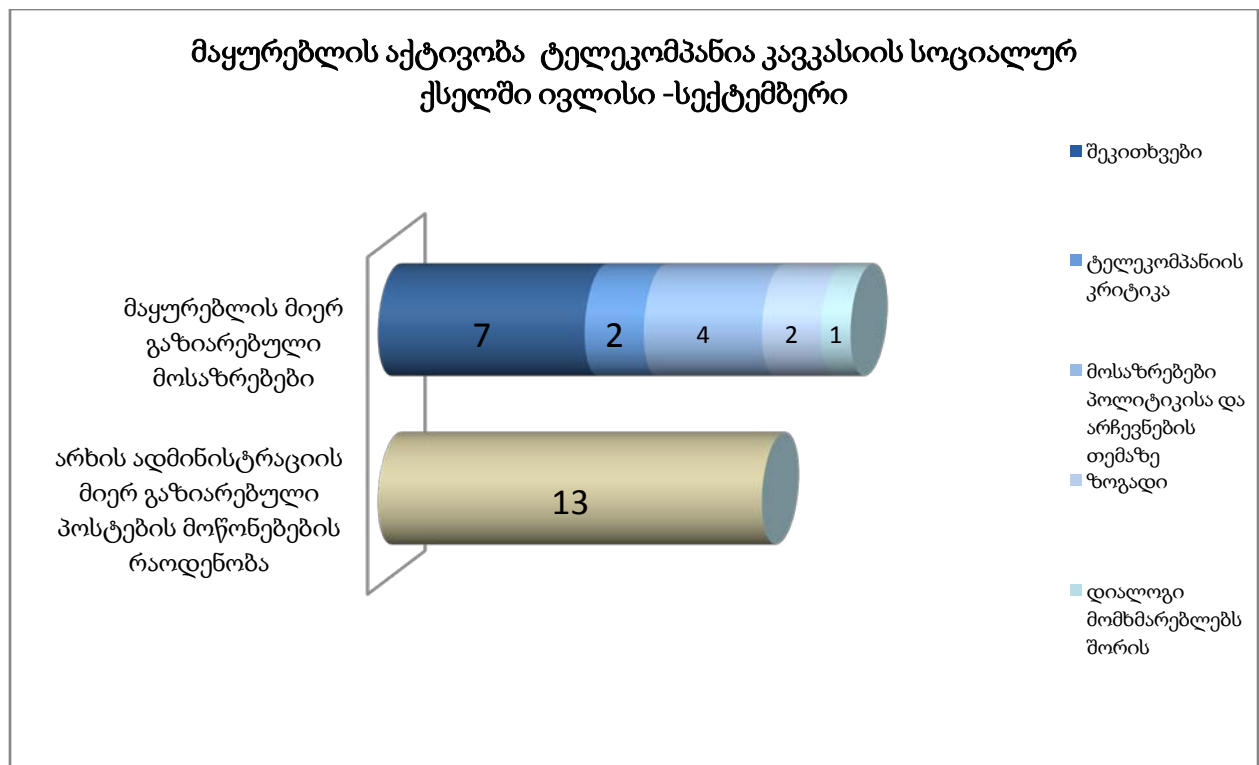 მაყურებლის აქტივობა ტელეკომპანია კავკასიის სოციალურ
ქსელში ივლისი -სექტემბერი
მაყურებლის მიერ
გაზიარებული
მოსაზრებები
7 2 4 2 1
არხის ადმინისტრაციის
მიერ გაზიარებული
პოსტების მოწონებების
რაოდენობა
13
შეკითხვები
ტელეკომპანიის
კრიტიკა
მოსაზრებები
პოლიტიკისა და
არჩევნების
თემაზე
ზოგადი
დიალოგი
მომხმარებლებს
შორის